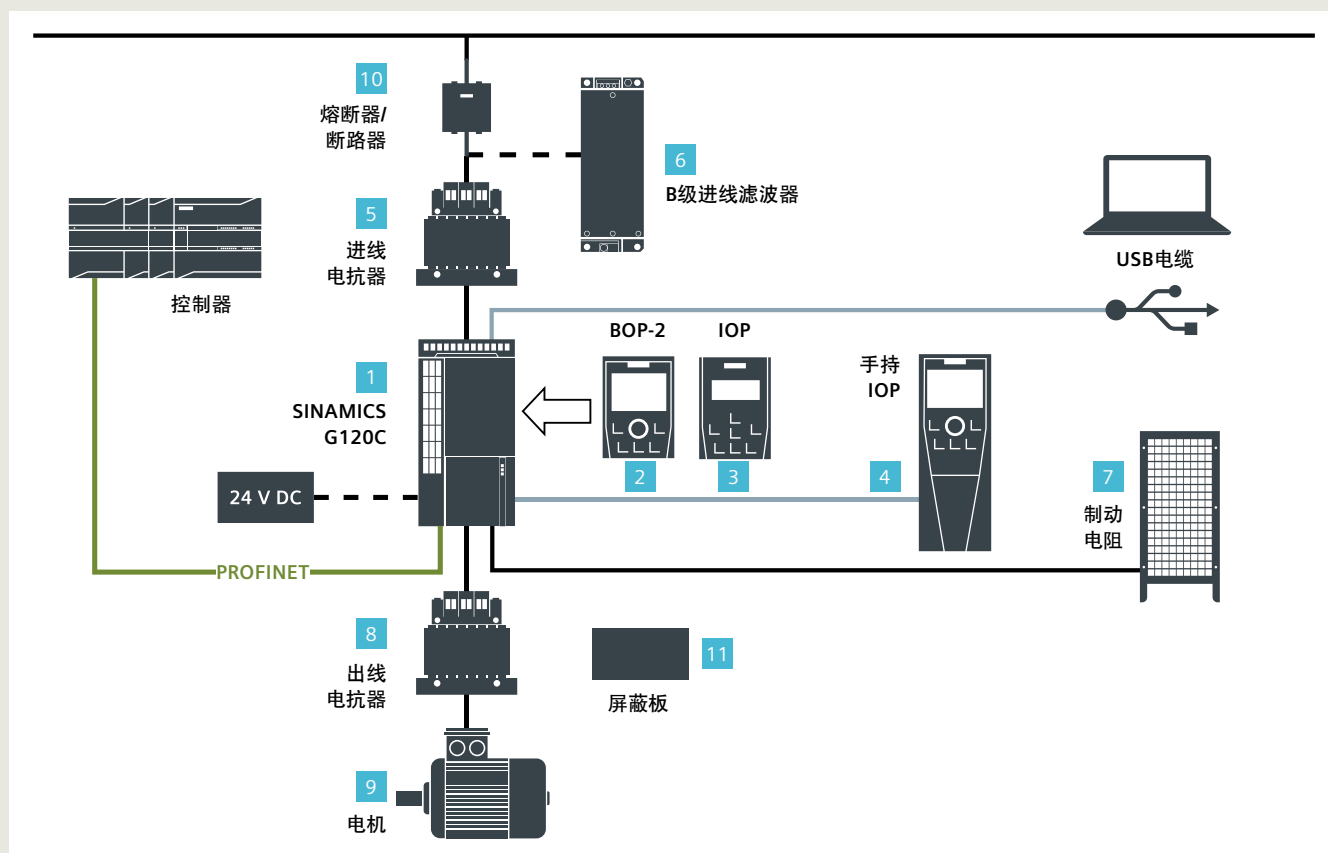 10
熔断器/
断路器
6
B级进线滤波器
5
进线
电抗器
控制器
USB电缆
BOP-2
IOP
手持
IOP
1
SINAMICS
G120C
2
3
4
7
制动
电阻
24 V DC
PROFINET
8
出线
电抗器
11
屏蔽板
9
电机